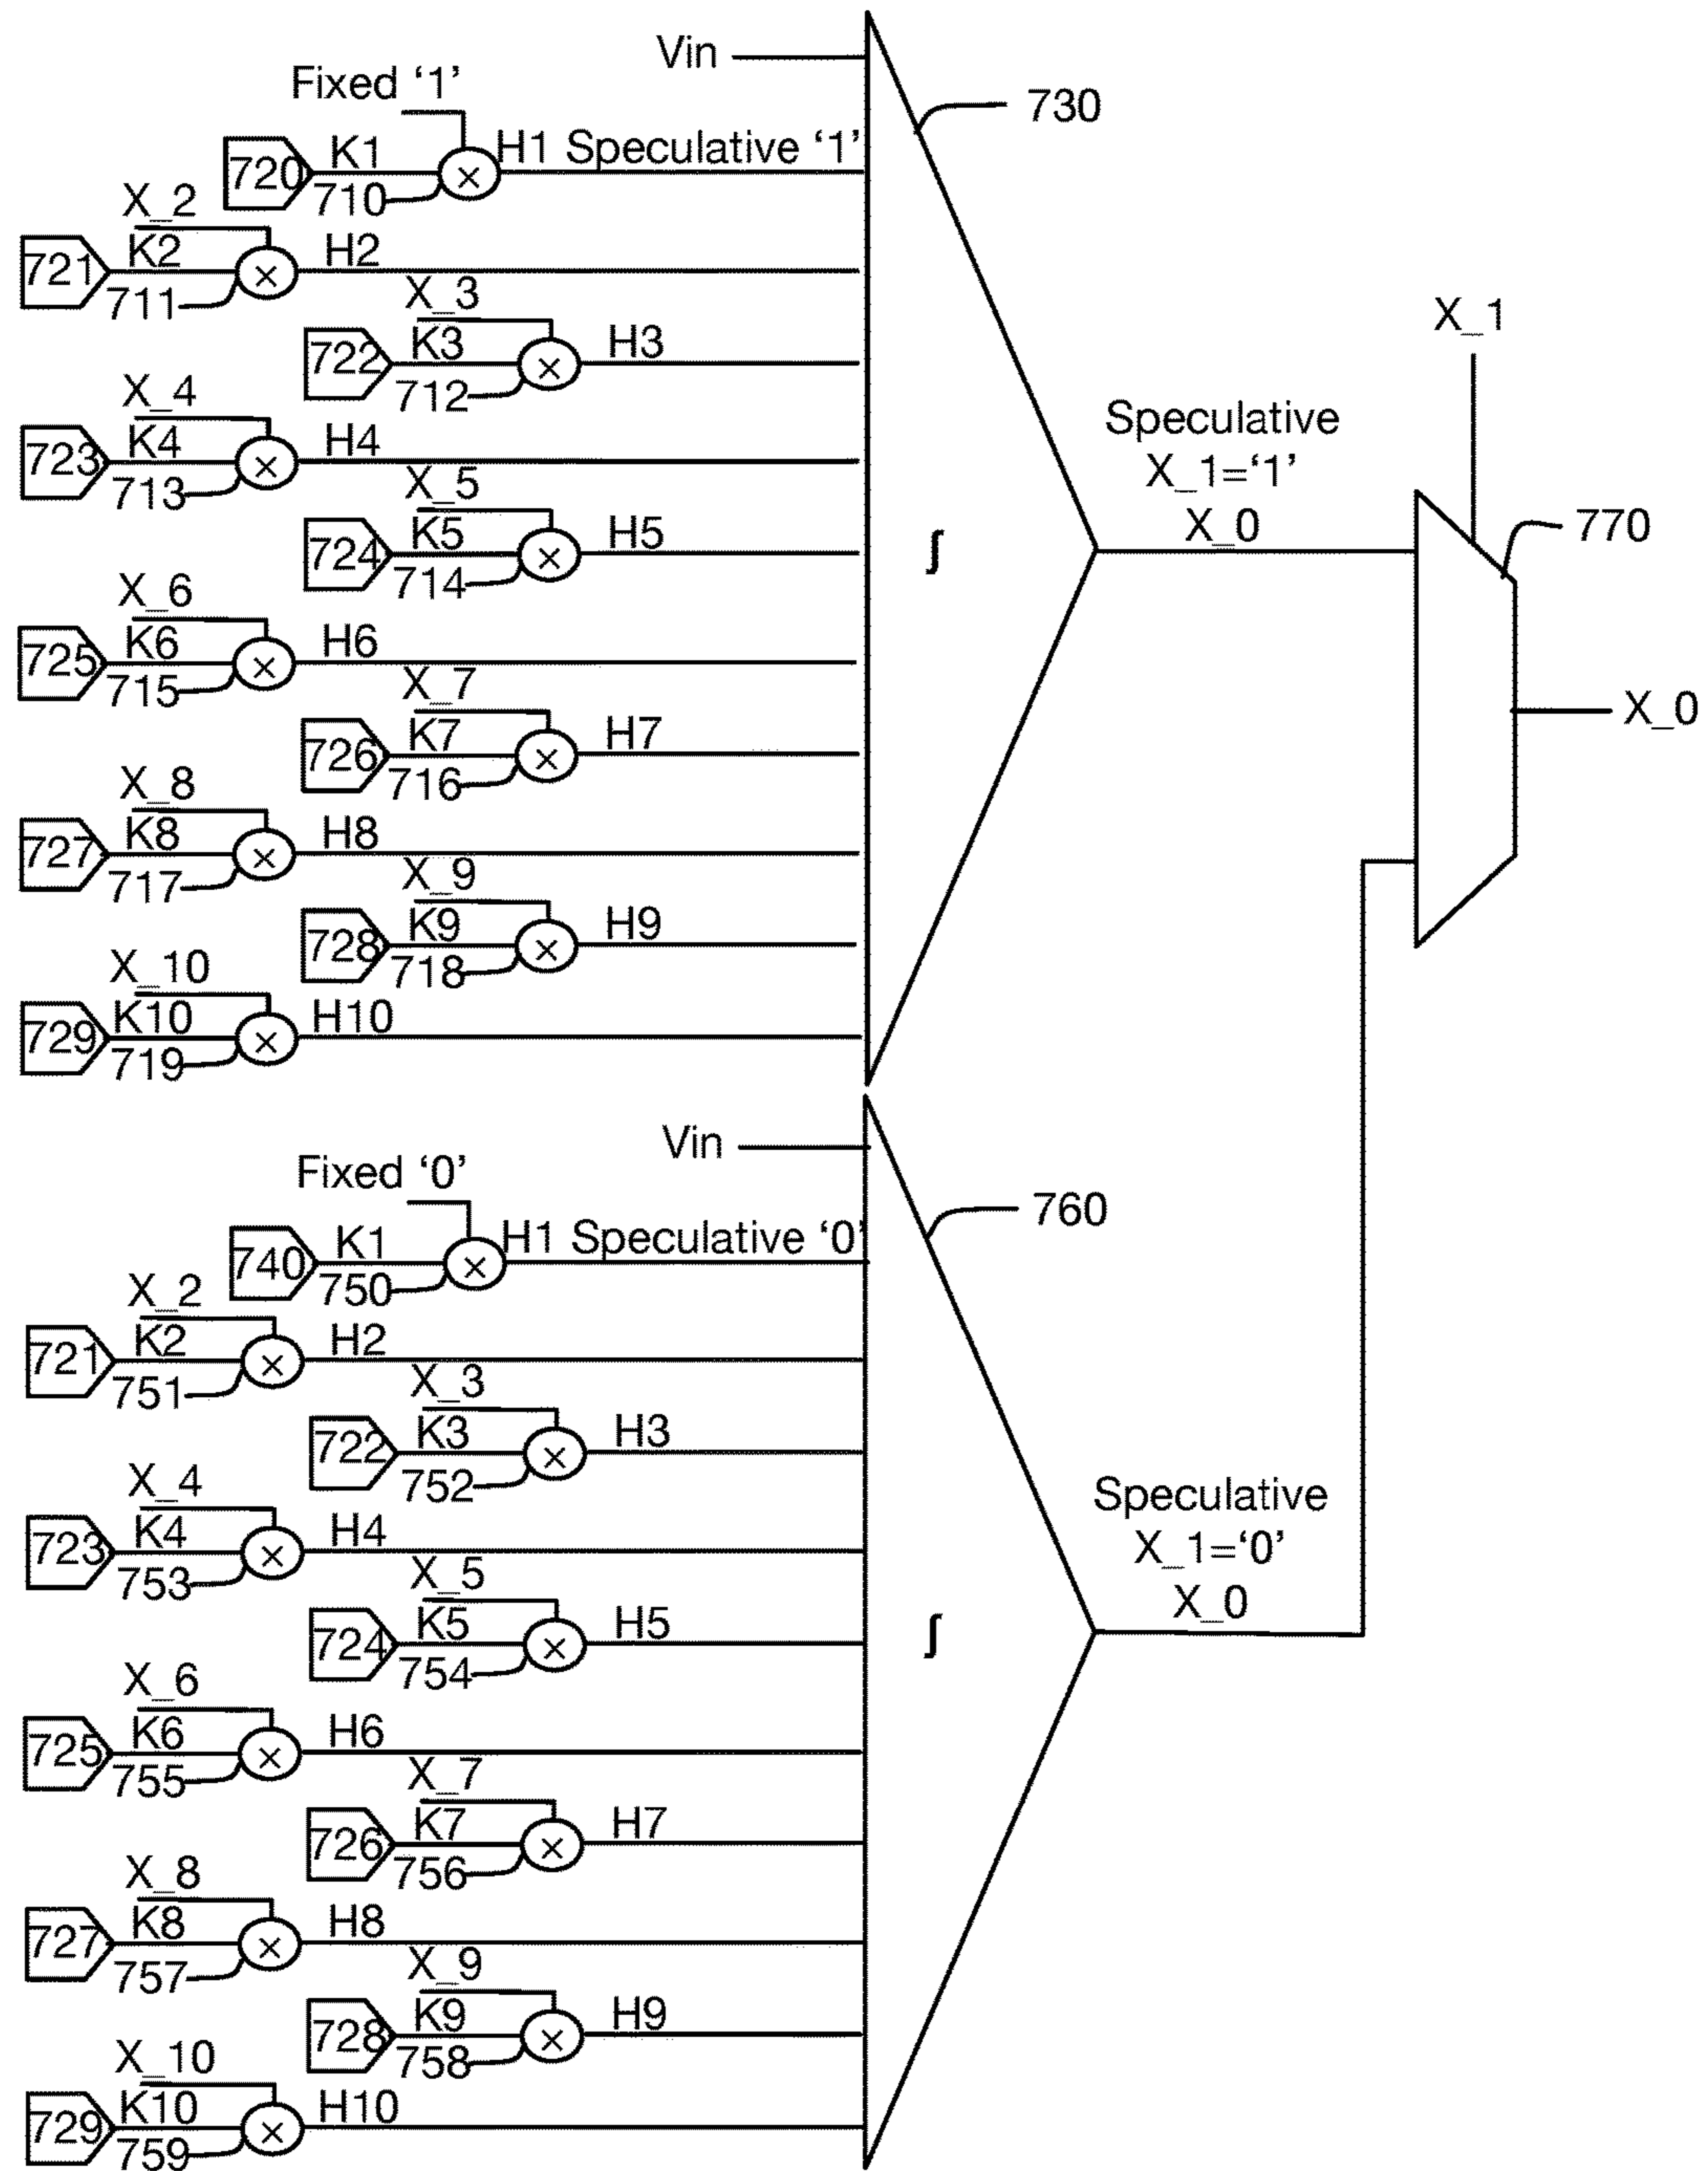 Vin
Fixed ‘1’
730
720 K1 H1 Speculative ‘1’
710
X_2
721 K2 H2
711
X_3
722 K3 H3
712
X_4
723 K4 H4
713
X_5
724 K5 H5
714
X_6
725 K6 H6
715
X_7
726 K7 H7
716
X_8
727 K8 H8
717
X_9
728 K9 H9
718
X_10
729 K10 H10
719
∫
Speculative
X_1=‘1’
X_0
X_1
770
X_0
Vin
Fixed ‘0’
760
740 K1 H1 Speculative ‘0’
750
X_2
721 K2 H2
751
X_3
722 K3 H3
752
X_4
723 K4 H4
753
X_5
724 K5 H5
754
X_6
725 K6 H6
755
X_7
726 K7 H7
756
X_8
727 K8 H8
757
X_9
728 K9 H9
758
X_10
729 K10 H10
759
∫
Speculative
X_1=‘0’
X_0